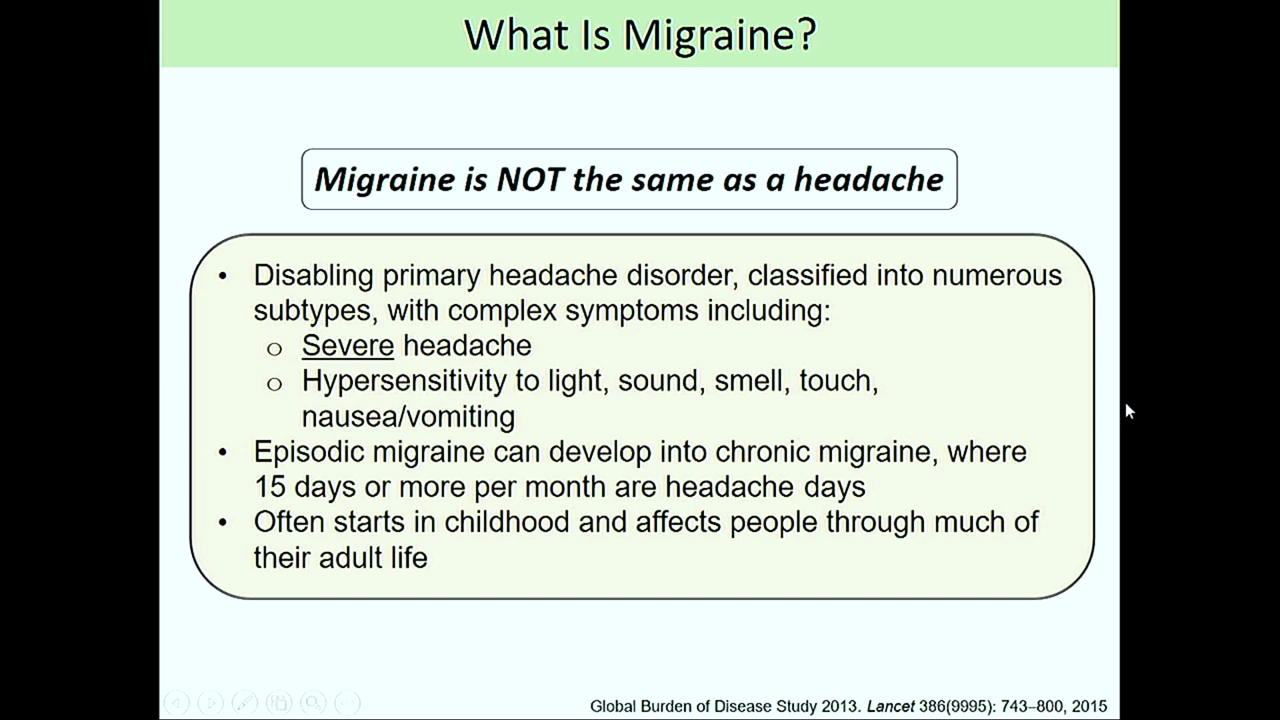 What Is Migraine?
Migraine is NOT the same as a headache
• Disabling primary headache disorder, classified into numerous
subtypes, with complex symptoms including:
o Severe headache
o Hypersensitivity to light, sound, smell, touch,
nausea/vomiting
• Episodic migraine can develop into chronic migraine, where
15 days or more per month are headache days
• Often starts in childhood and affects people through much of
their adult life
Global Burden of Disease Study 2013. Lancet 386(9995): 743–800, 2015